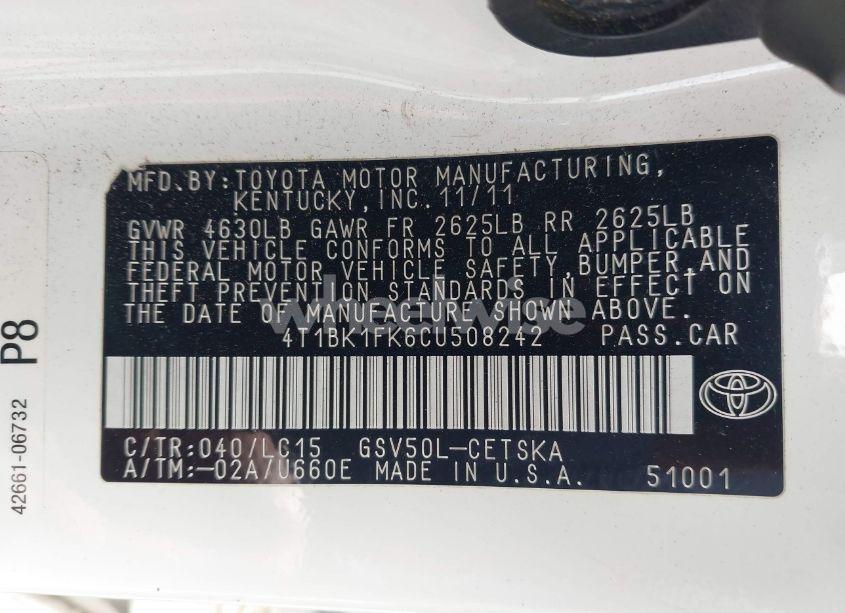 MFD.BY:TOYOTA MOTOR MANUFACTURING,
KENTUCKY,INC.11/11
GVWR 4630LB GAWR FR 2625LB RR 2625LB
THIS VEHICLE CONFORMS TO ALL APPLICABLE
FEDERAL MOTOR VEHICLE SAFETY,BUMPER,AND
THEFT PREVENTION STANDARDS IN EFFECT ON
THE DATE OF MANUFACTURE SHOWN ABOVE.
wheelwise
4T1BK1FK6CU508242 PASS.CAR
C/TR:040/LC15 GSV50L-CETSKA
A/TM:-02A/U660E MADE IN U.S.A. 51001
42661-06732 P8